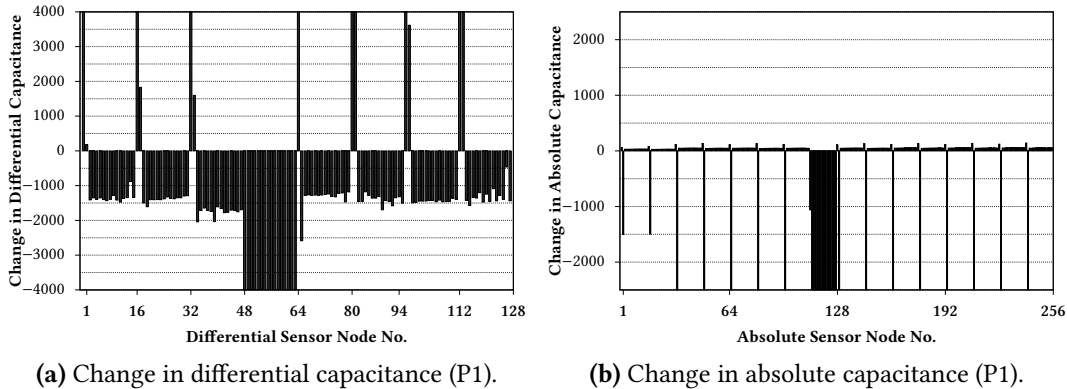 Change in Differential Capacitance
4000
3000
2000
1000
0
−1000
−2000
−3000
−4000
1 16 32 48 64 80 94 112 128
Differential Sensor Node No.
(a) Change in differential capacitance (P1).
Change in Absolute Capacitance
2000
1000
0
−1000
−2000
1 64 128 192 256
Absolute Sensor Node No.
(b) Change in absolute capacitance (P1).